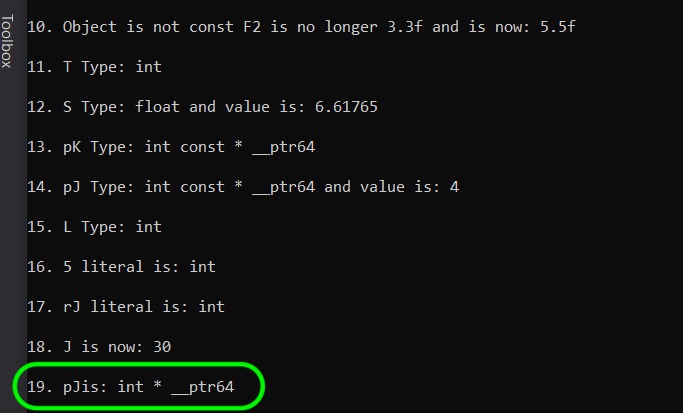 Toolbox
10. Object is not const F2 is no longer 3.3f and is now: 5.5f
11. T Type: int
12. S Type: float and value is: 6.61765
13. pK Type: int const * __ptr64
14. pJ Type: int const * __ptr64 and value is: 4
15. L Type: int
16. 5 literal is: int
17. rJ literal is: int
18. J is now: 30
19. pJis: int * __ptr64